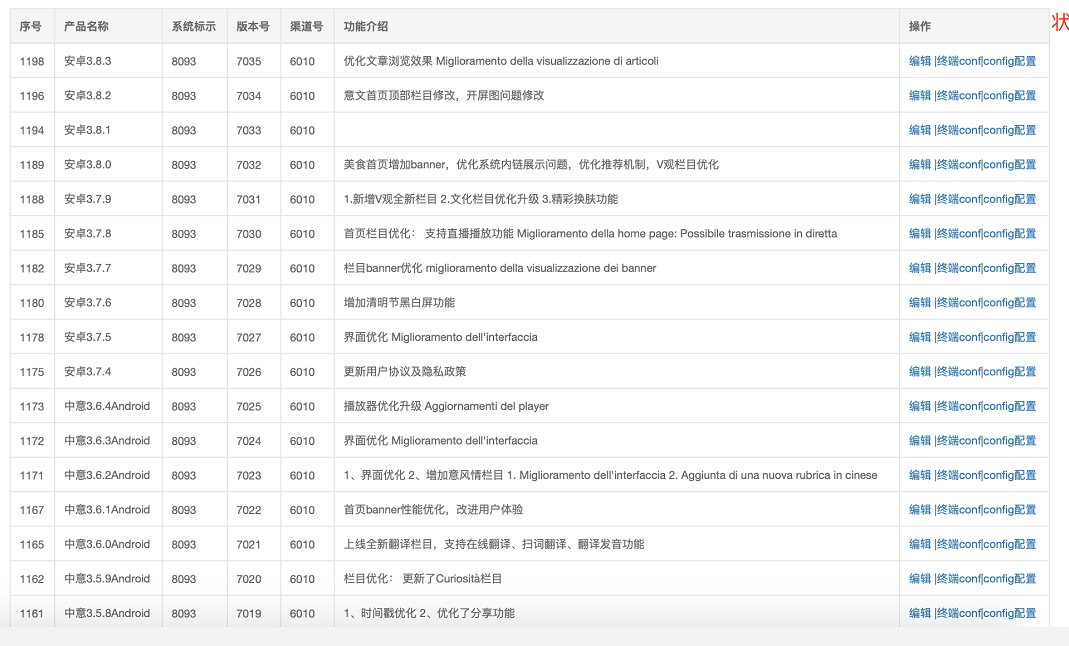 序号 产品名称 系统标示 版本号 渠道号 功能介绍 操作 状
1198 安卓3.8.3 8093 7035 6010 优化文章浏览效果 Miglioramento della visualizzazione di articoli 编辑 |终端conf|config配置
1196 安卓3.8.2 8093 7034 6010 意文首页顶部栏目修改，开屏图问题修改 编辑 |终端conf|config配置
1194 安卓3.8.1 8093 7033 6010 编辑 |终端conf|config配置
1189 安卓3.8.0 8093 7032 6010 美食首页增加banner，优化系统内链展示问题，优化推荐机制，V观栏目优化 编辑 |终端conf|config配置
1188 安卓3.7.9 8093 7031 6010 1.新增V观全新栏目 2.文化栏目优化升级 3.精彩换肤功能 编辑 |终端conf|config配置
1185 安卓3.7.8 8093 7030 6010 首页栏目优化： 支持直播播放功能 Miglioramento della home page: Possibile trasmissione in diretta 编辑 |终端conf|config配置
1182 安卓3.7.7 8093 7029 6010 栏目banner优化 miglioramento della visualizzazione dei banner 编辑 |终端conf|config配置
1180 安卓3.7.6 8093 7028 6010 增加清明节黑白屏功能 编辑 |终端conf|config配置
1178 安卓3.7.5 8093 7027 6010 界面优化 Miglioramento dell'interfaccia 编辑 |终端conf|config配置
1175 安卓3.7.4 8093 7026 6010 更新用户协议及隐私政策 编辑 |终端conf|config配置
1173 中意3.6.4Android 8093 7025 6010 播放器优化升级 Aggiornamenti del player 编辑 |终端conf|config配置
1172 中意3.6.3Android 8093 7024 6010 界面优化 Miglioramento dell'interfaccia 编辑 |终端conf|config配置
1171 中意3.6.2Android 8093 7023 6010 1、界面优化 2、增加意风情栏目 1. Miglioramento dell'interfaccia 2. Aggiunta di una nuova rubrica in cinese 编辑 |终端conf|config配置
1167 中意3.6.1Android 8093 7022 6010 首页banner性能优化，改进用户体验 编辑 |终端conf|config配置
1165 中意3.6.0Android 8093 7021 6010 上线全新翻译栏目，支持在线翻译、扫词翻译、翻译发音功能 编辑 |终端conf|config配置
1162 中意3.5.9Android 8093 7020 6010 栏目优化： 更新了Curiosità栏目 编辑 |终端conf|config配置
1161 中意3.5.8Android 8093 7019 6010 1、时间戳优化 2、优化了分享功能 编辑 |终端conf|config配置